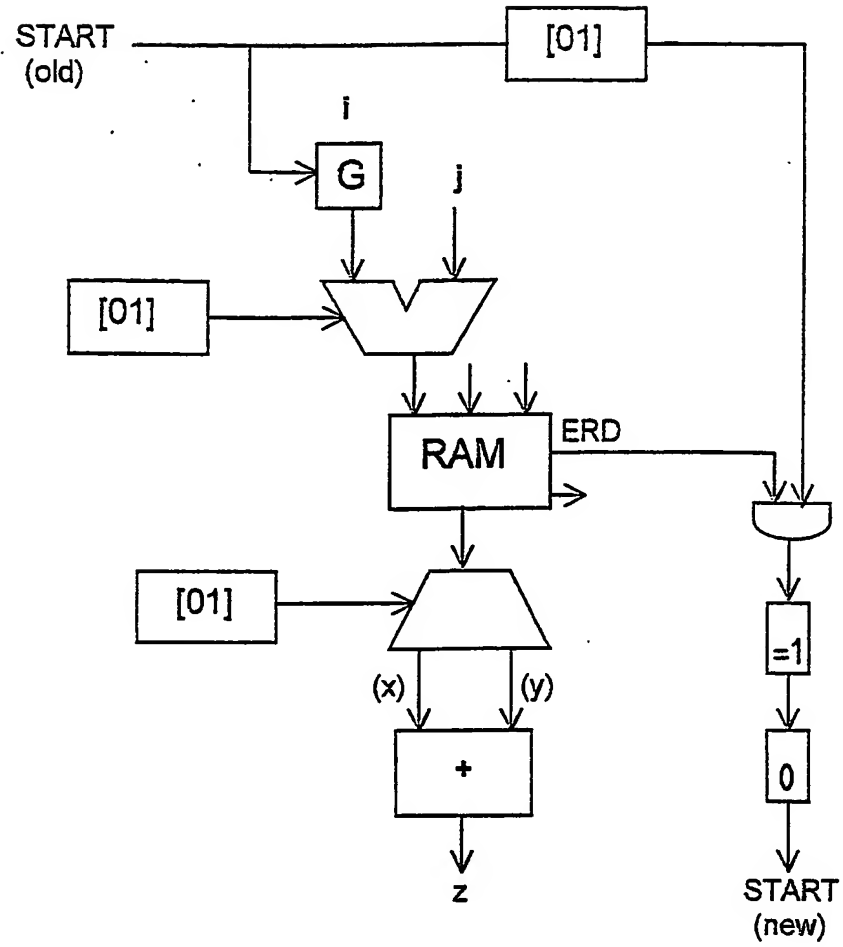 START
(old)
[01]
i
G
j
[01]
RAM
ERD
[01]
(x)
(y)
=1
+
0
z
START
(new)